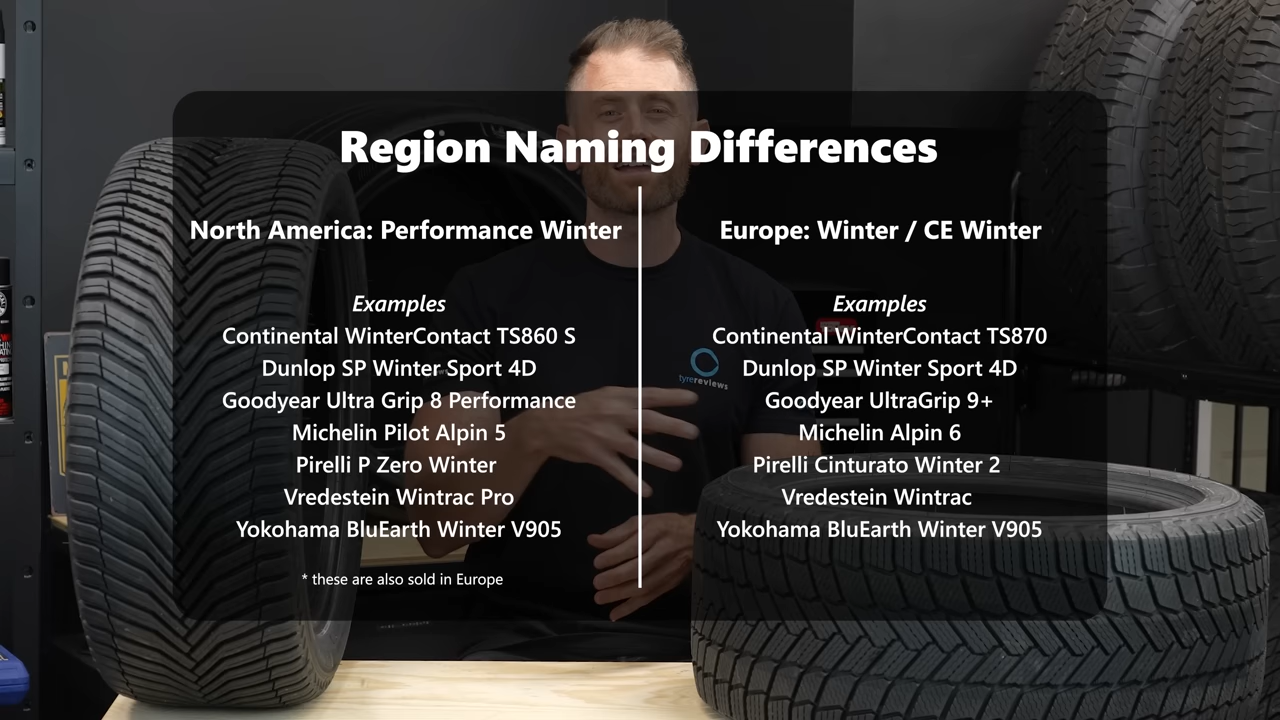 Region Naming Differences
North America: Performance Winter
Examples
Continental WinterContact TS860 S
Dunlop SP Winter Sport 4D
Goodyear Ultra Grip 8 Performance
Michelin Pilot Alpin 5
Pirelli P Zero Winter
Vredestein Wintrac Pro
Yokohama BluEarth Winter V905
* these are also sold in Europe
Europe: Winter / CE Winter
Examples
Continental WinterContact TS870
Dunlop SP Winter Sport 4D
Goodyear UltraGrip 9+
Michelin Alpin 6
Pirelli Cinturato Winter 2
Vredestein Wintrac
Yokohama BluEarth Winter V905
tyrereviews